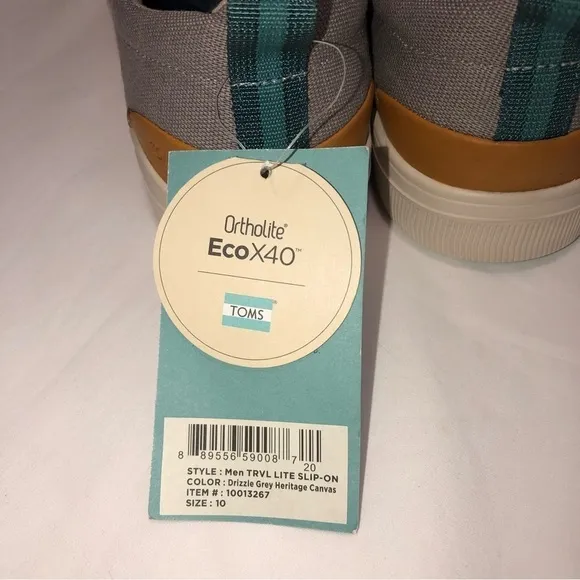 Ortholite®
EcoX40™
TOMS®
8 89556 59008 7
20
STYLE : Men TRVL LITE SLIP-ON
COLOR : Drizzle Grey Heritage Canvas
ITEM # : 10013267
SIZE : 10